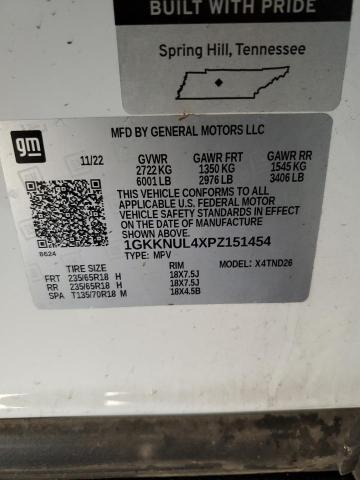 BUILT WITH PRIDE
Spring Hill, Tennessee
gm
MFD BY GENERAL MOTORS LLC
11/22 GVWR GAWR FRT GAWR RR
2722 KG 1350 KG 1545 KG
6001 LB 2976 LB 3406 LB
THIS VEHICLE CONFORMS TO ALL
APPLICABLE U.S. FEDERAL MOTOR
VEHICLE SAFETY STANDARDS IN
EFFECT ON THE DATE OF MANUFACTURE
SHOWN ABOVE.
1GKKNUL4XPZ151454
TYPE: MPV MODEL: X4TND26
8624
TIRE SIZE RIM
FRT 235/65R18 H 18X7.5J
RR 235/65R18 H 18X7.5J
SPA T135/70R18 M 18X4.5B